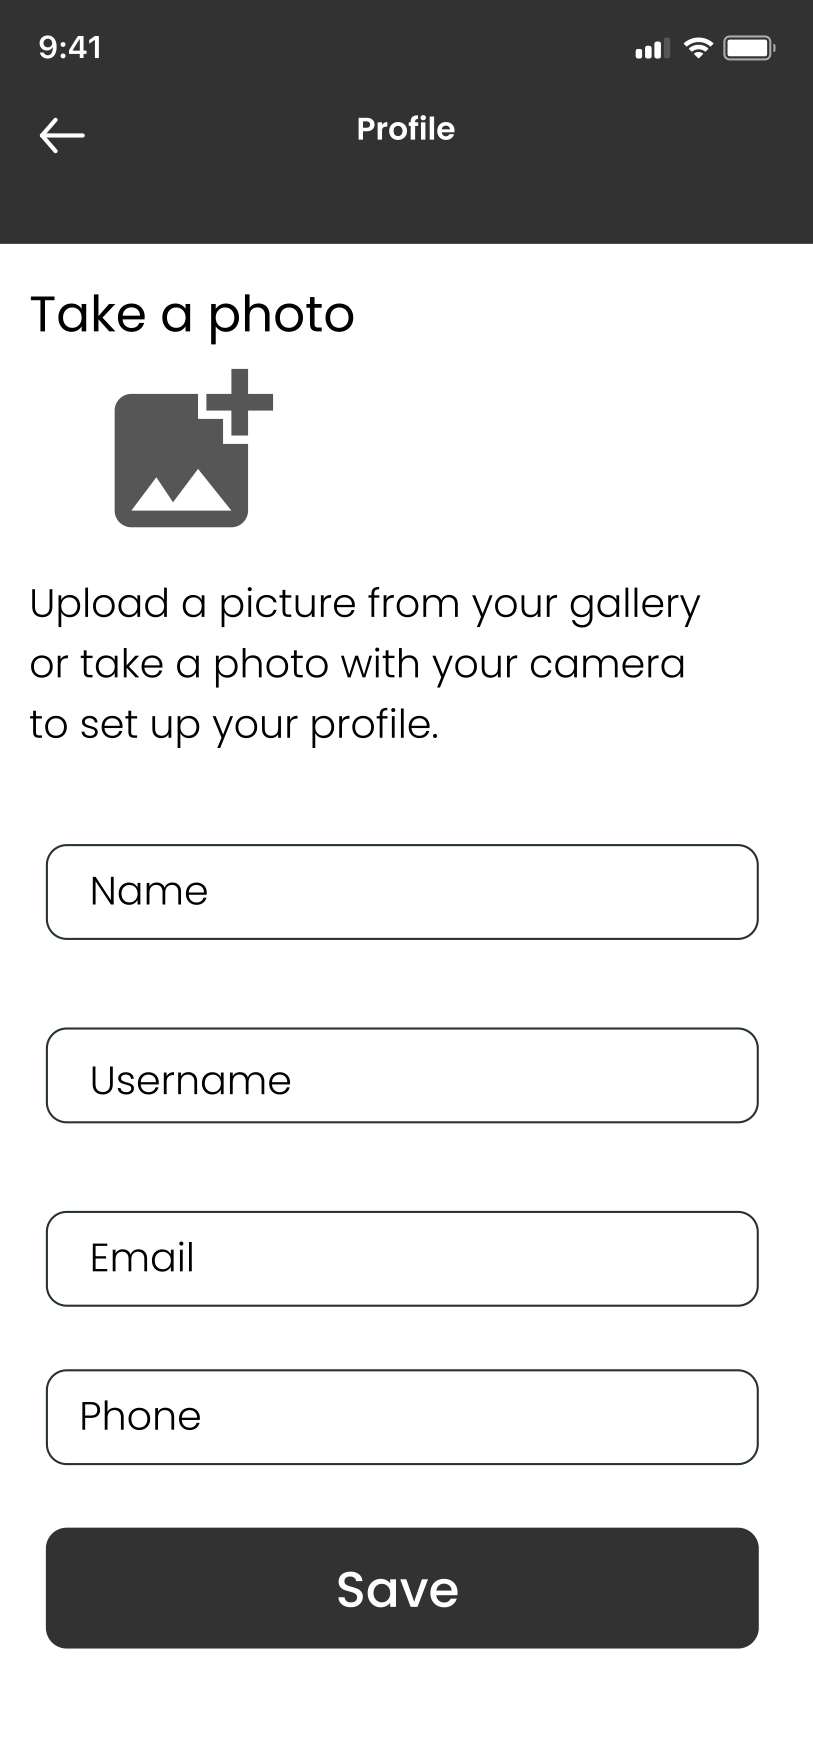 9:41
Profile
Take a photo
Upload a picture from your gallery
or take a photo with your camera
to set up your profile.
Name
Username
Email
Phone
Save